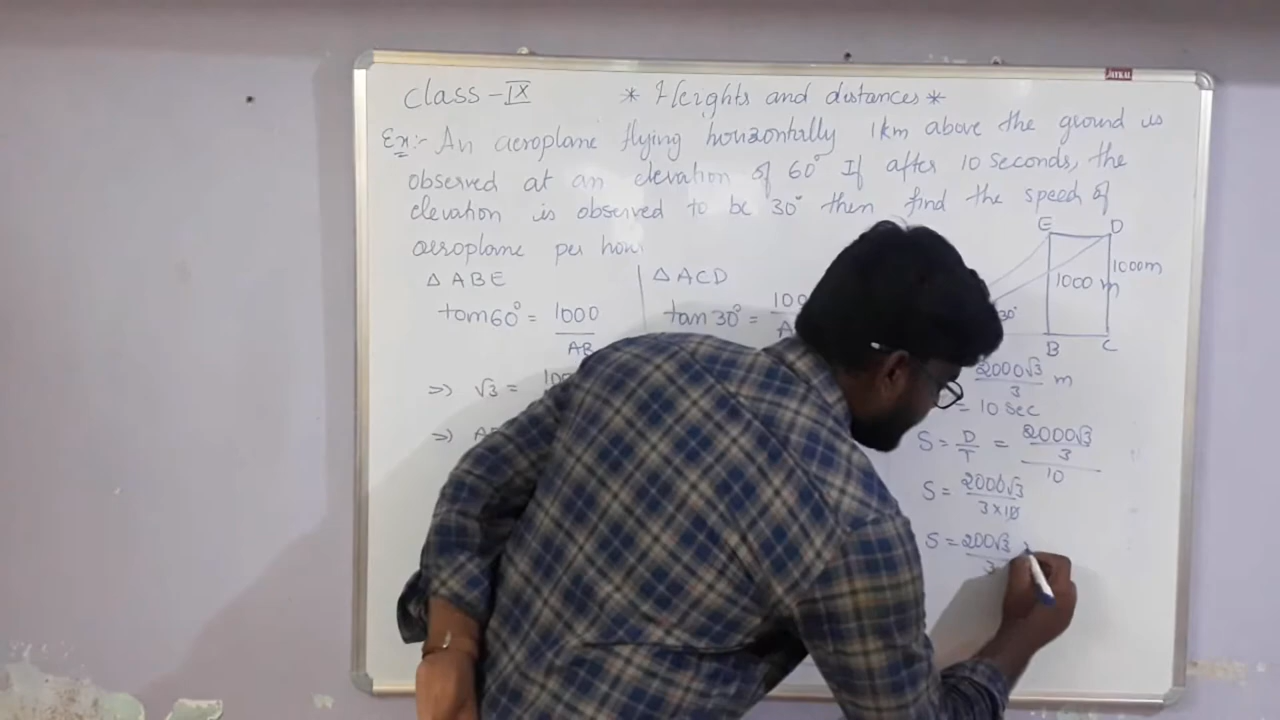 JAYKAL
Class - IX * Heights and distances *
Ex:- An aeroplane flying horizontally 1km above the ground is
observed at an elevation of 60° If after 10 seconds, the
elevation is observed to be 30° then find the speed of
aeroplane per hour
△ ABE
tan60° = 1000 / AB
=> √3 =
=>
△ ACD
tan 30° =
E D
1000 m 1000m
30°
B C
2000√3 / 3 m
= 10 sec
S = D / T = 2000√3 / 3 / 10
S = 2000√3 / 3 × 10
S = 200√3 / 3